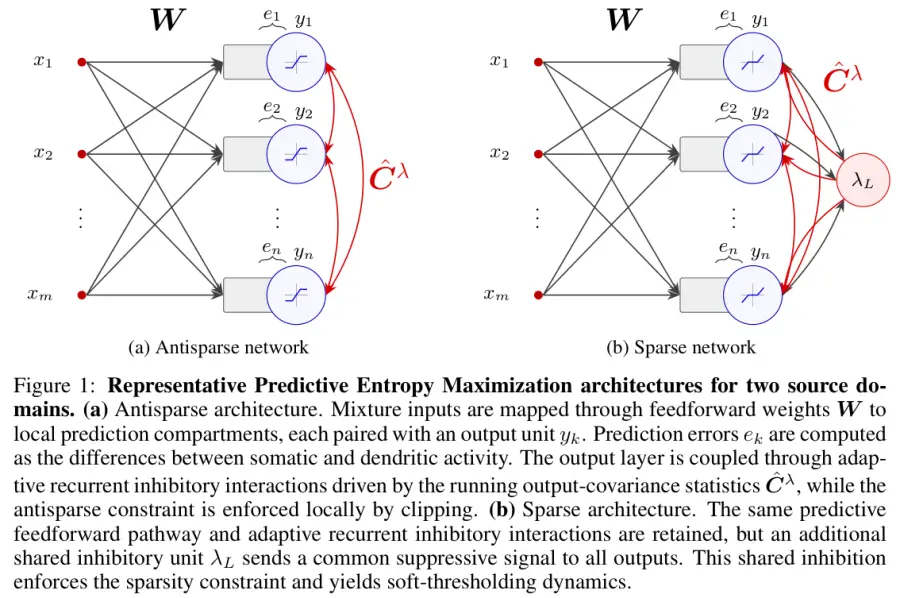 W
e1 y1
x1
e2 y2
x2
Ĉλ
⋮ ⋮
en yn
xm
(a) Antisparse network
W
e1 y1
x1
Ĉλ
e2 y2
x2
λL
⋮ ⋮
en yn
xm
(b) Sparse network
Figure 1: Representative Predictive Entropy Maximization architectures for two source do-
mains. (a) Antisparse architecture. Mixture inputs are mapped through feedforward weights W to
local prediction compartments, each paired with an output unit yk. Prediction errors ek are computed
as the differences between somatic and dendritic activity. The output layer is coupled through adap-
tive recurrent inhibitory interactions driven by the running output-covariance statistics Ĉλ, while the
antisparse constraint is enforced locally by clipping. (b) Sparse architecture. The same predictive
feedforward pathway and adaptive recurrent inhibitory interactions are retained, but an additional
shared inhibitory unit λL sends a common suppressive signal to all outputs. This shared inhibition
enforces the sparsity constraint and yields soft-thresholding dynamics.